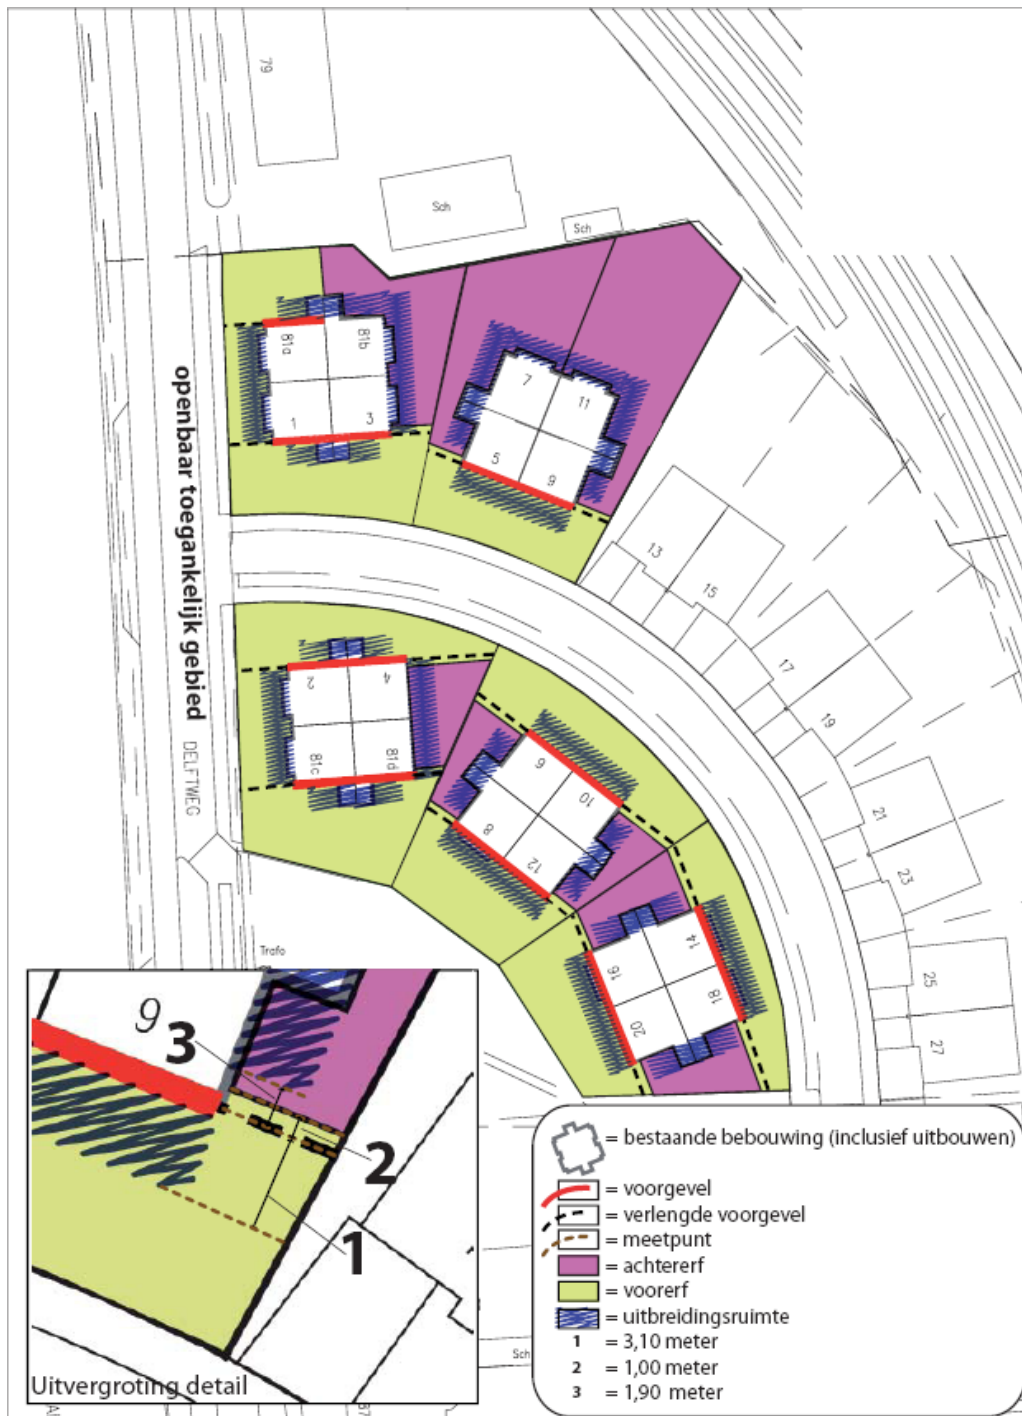 79
Sch
Sch
81a
81b
1
3
7
11
5
9
openbaar toegankelijk gebied
DELFTWEG
13
15
17
19
21
23
25
27
2
4
81c
81d
6
10
8
12
14
16
18
20
Trafo
9
3
2
1
Uitvergroting detail
Sch
= bestaande bebouwing (inclusief uitbouwen)
= voorgevel
= verlengde voorgevel
= meetpunt
= achtererf
= voorerf
= uitbreidingsruimte
1 = 3,10 meter
2 = 1,00 meter
3 = 1,90 meter